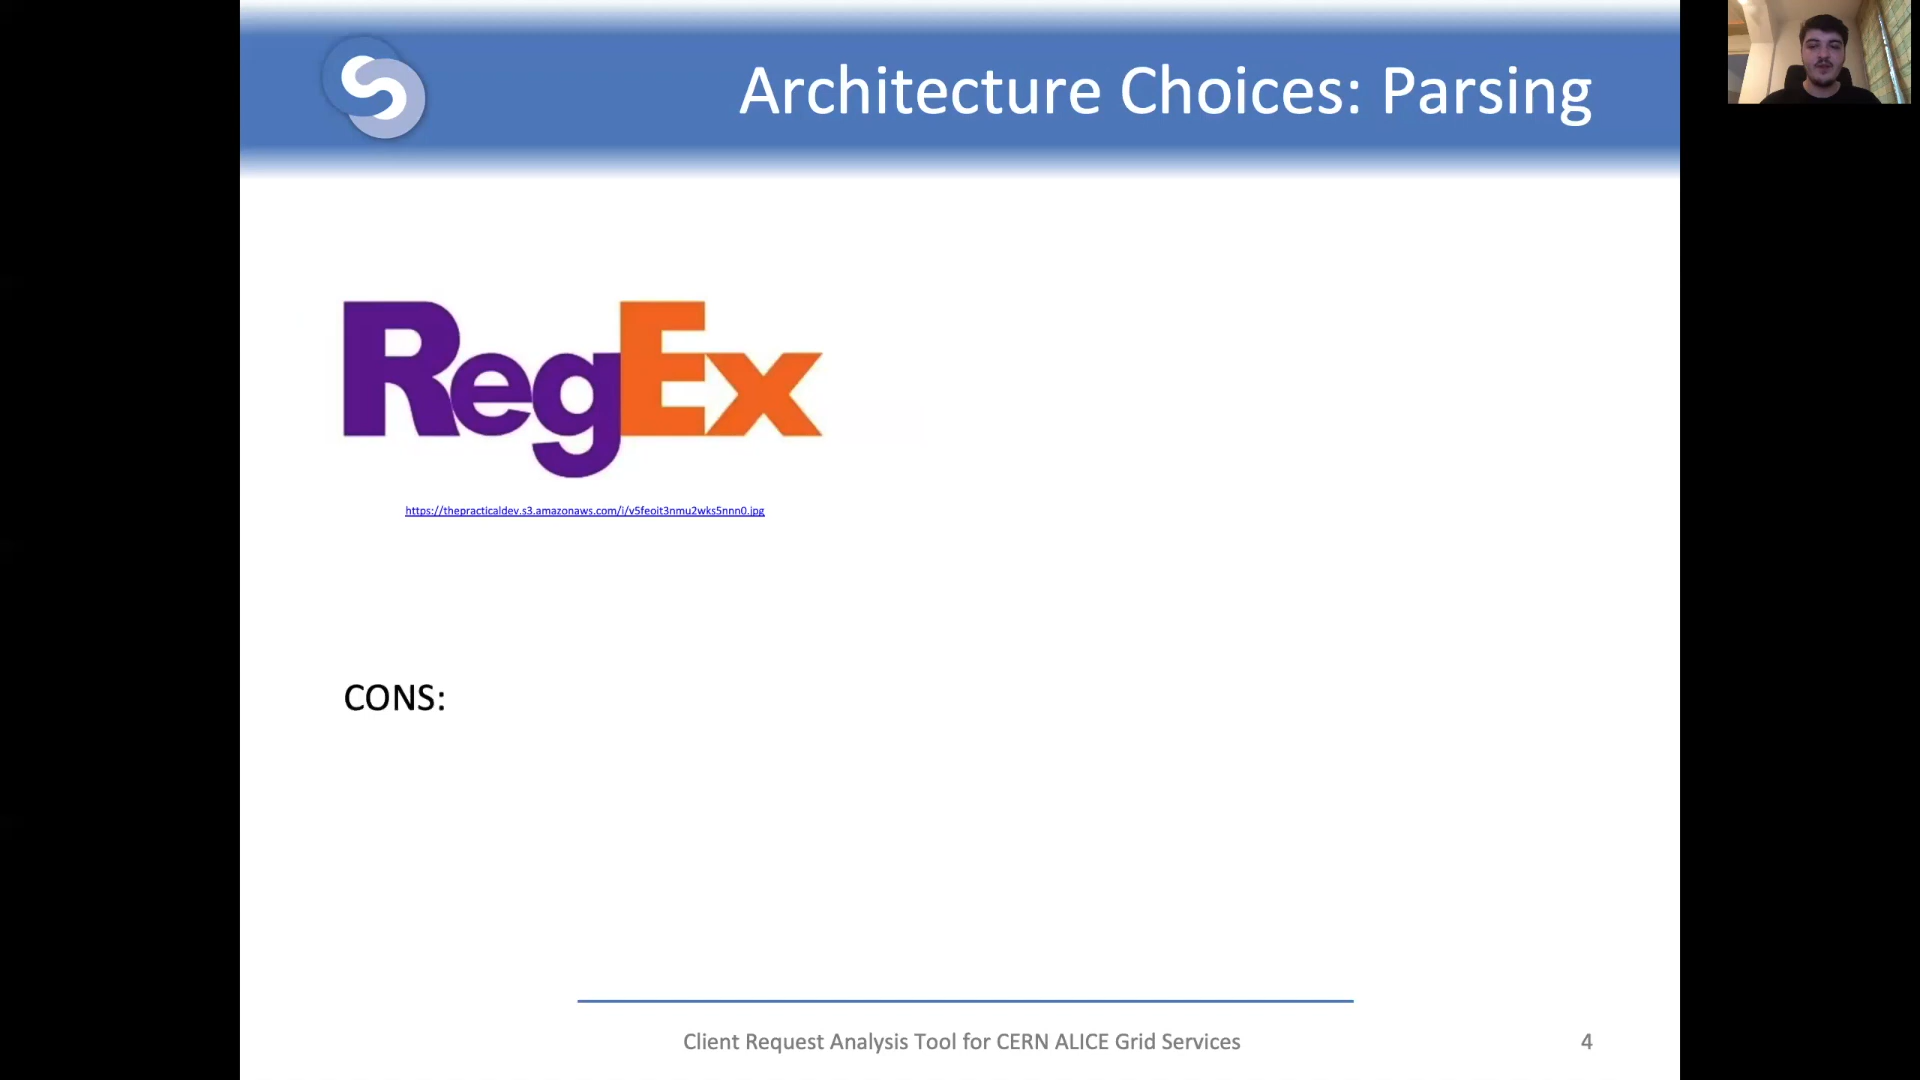 Architecture Choices: Parsing
RegEx
https://thepracticaldev.s3.amazonaws.com/i/v5feoit3nmu2wks5nnn0.jpg
CONS:
Client Request Analysis Tool for CERN ALICE Grid Services
4